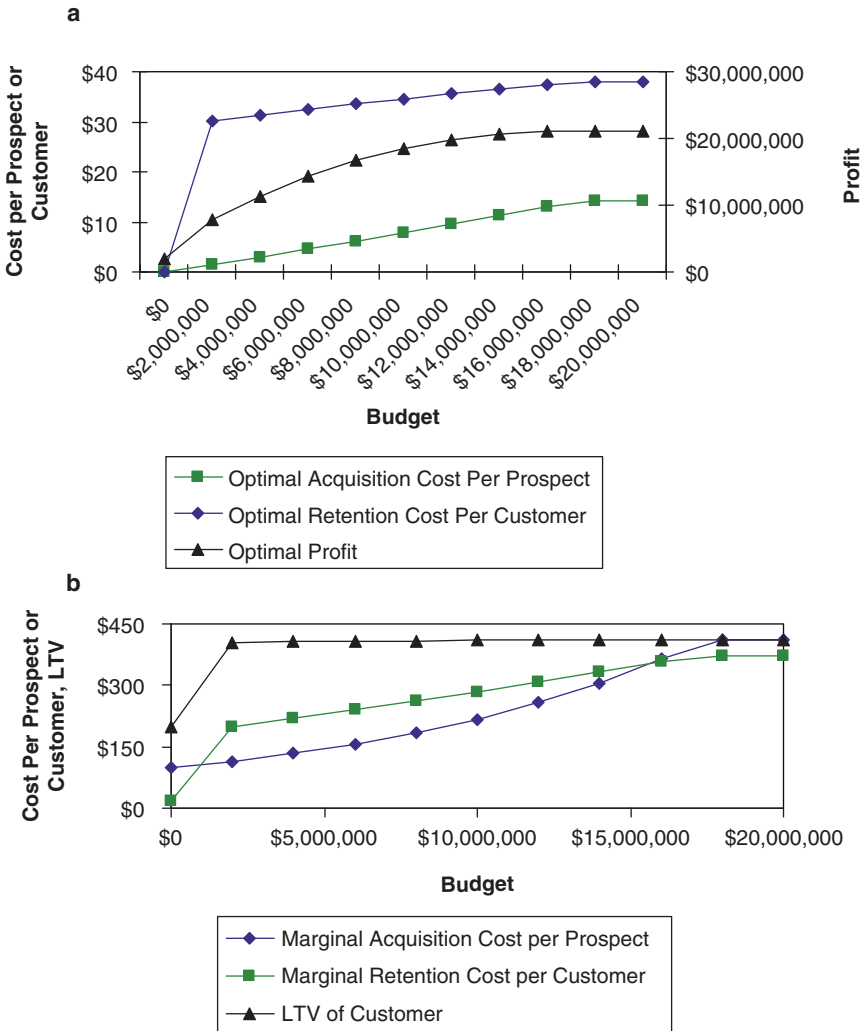 a
Cost per Prospect or
Customer
$40
$30
$20
$10
$0
$30,000,000
$20,000,000
$10,000,000
$0
Profit
$0
$2,000,000
$4,000,000
$6,000,000
$8,000,000
$10,000,000
$12,000,000
$14,000,000
$16,000,000
$18,000,000
$20,000,000
Budget
Optimal Acquisition Cost Per Prospect
Optimal Retention Cost Per Customer
Optimal Profit
b
Cost Per Prospect or
Customer, LTV
$450
$300
$150
$0
$0
$5,000,000
$10,000,000
$15,000,000
$20,000,000
Budget
Marginal Acquisition Cost per Prospect
Marginal Retention Cost per Customer
LTV of Customer